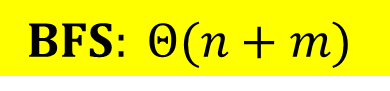 BFS: Θ(n + m)